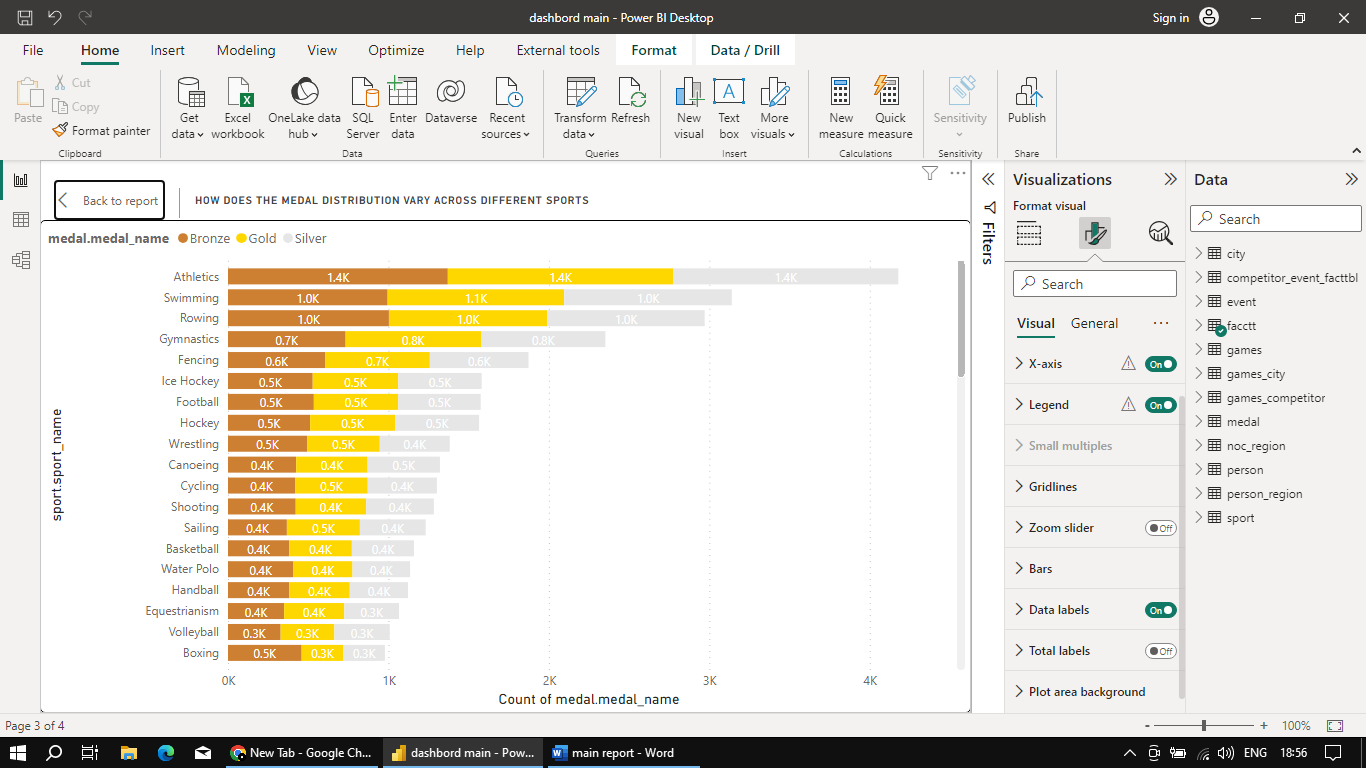 dashbord main - Power BI Desktop
Sign in
File Home Insert Modeling View Optimize Help External tools Format Data / Drill
Paste
Cut
Copy
Format painter
Clipboard
Get data
Excel workbook
OneLake data hub
SQL Server
Enter data
Dataverse
Recent sources
Data
Transform data
Refresh
Queries
New visual
Text box
More visuals
Insert
New measure
Quick measure
Calculations
Sensitivity
Sensitivity
Publish
Share
Back to report
HOW DOES THE MEDAL DISTRIBUTION VARY ACROSS DIFFERENT SPORTS
medal.medal_name Bronze Gold Silver
sport.sport_name
Athletics 1.4K 1.4K 1.4K
Swimming 1.0K 1.1K 1.0K
Rowing 1.0K 1.0K 1.0K
Gymnastics 0.7K 0.8K 0.8K
Fencing 0.6K 0.7K 0.6K
Ice Hockey 0.5K 0.5K 0.5K
Football 0.5K 0.5K 0.5K
Hockey 0.5K 0.5K 0.5K
Wrestling 0.5K 0.5K 0.4K
Canoeing 0.4K 0.4K 0.5K
Cycling 0.4K 0.5K 0.4K
Shooting 0.4K 0.4K 0.4K
Sailing 0.4K 0.5K 0.4K
Basketball 0.4K 0.4K 0.4K
Water Polo 0.4K 0.4K 0.4K
Handball 0.4K 0.4K 0.4K
Equestrianism 0.4K 0.4K 0.3K
Volleyball 0.3K 0.3K 0.3K
Boxing 0.5K 0.3K 0.3K
0K 1K 2K 3K 4K
Count of medal.medal_name
Filters
Visualizations
Format visual
Search
Visual General
X-axis On
Legend On
Small multiples
Gridlines
Zoom slider Off
Bars
Data labels On
Total labels Off
Plot area background
Data
Search
city
competitor_event_facttbl
event
facctt
games
games_city
games_competitor
medal
noc_region
person
person_region
sport
Page 3 of 4
- + 100%
New Tab - Google Ch...
dashbord main - Pow...
main report - Word
ENG 18:56